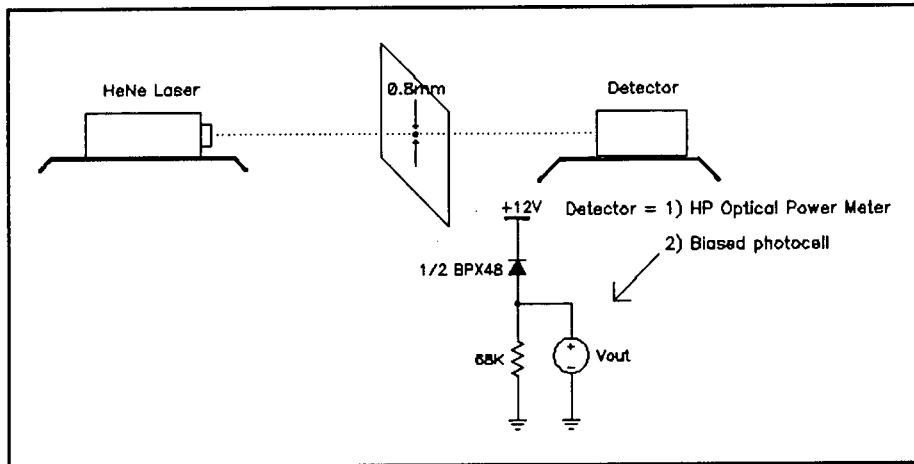 0.8mm
HeNe Laser
Detector
+12V
Detector = 1) HP Optical Power Meter
2) Biased photocell
1/2 BPX48
68K
+
-
Vout